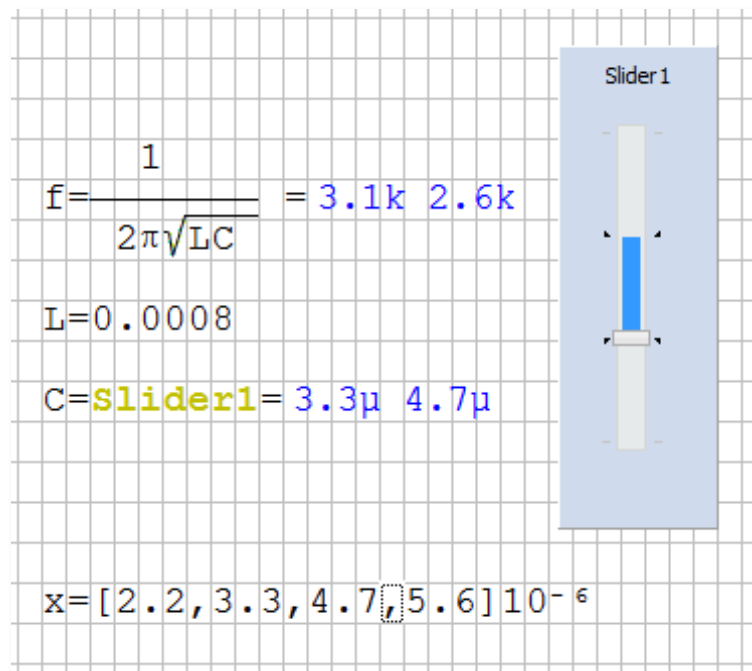 Slider1
f=1/(2π√LC) = 3.1k 2.6k
L=0.0008
C=Slider1= 3.3µ 4.7µ
x=[2.2,3.3,4.7,5.6]10⁻⁶